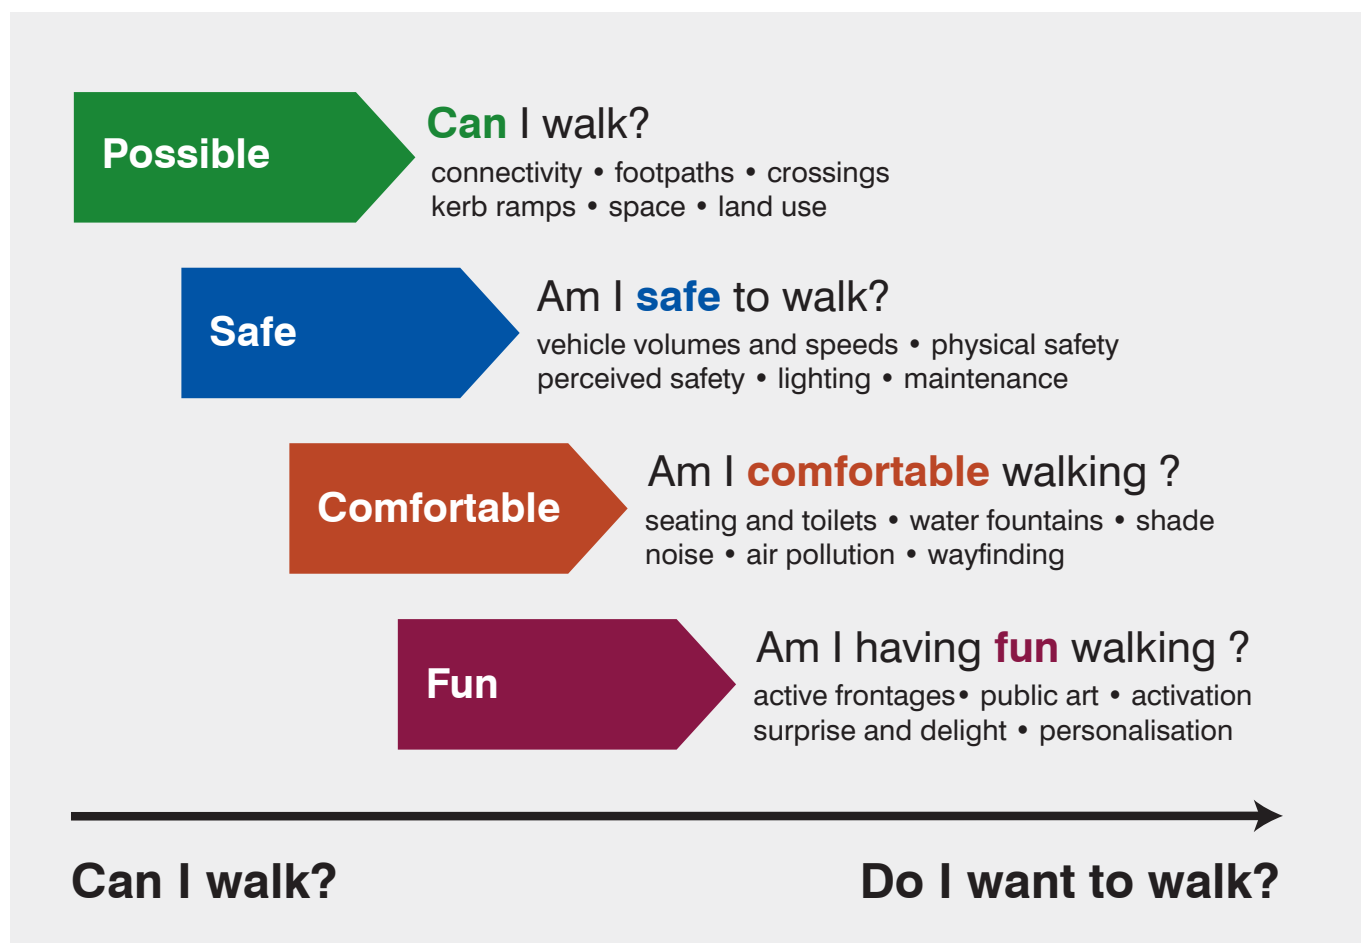 Possible
Can I walk?
connectivity • footpaths • crossings
kerb ramps • space • land use
Safe
Am I safe to walk?
vehicle volumes and speeds • physical safety
perceived safety • lighting • maintenance
Comfortable
Am I comfortable walking ?
seating and toilets • water fountains • shade
noise • air pollution • wayfinding
Fun
Am I having fun walking ?
active frontages• public art • activation
surprise and delight • personalisation
Can I walk?
Do I want to walk?